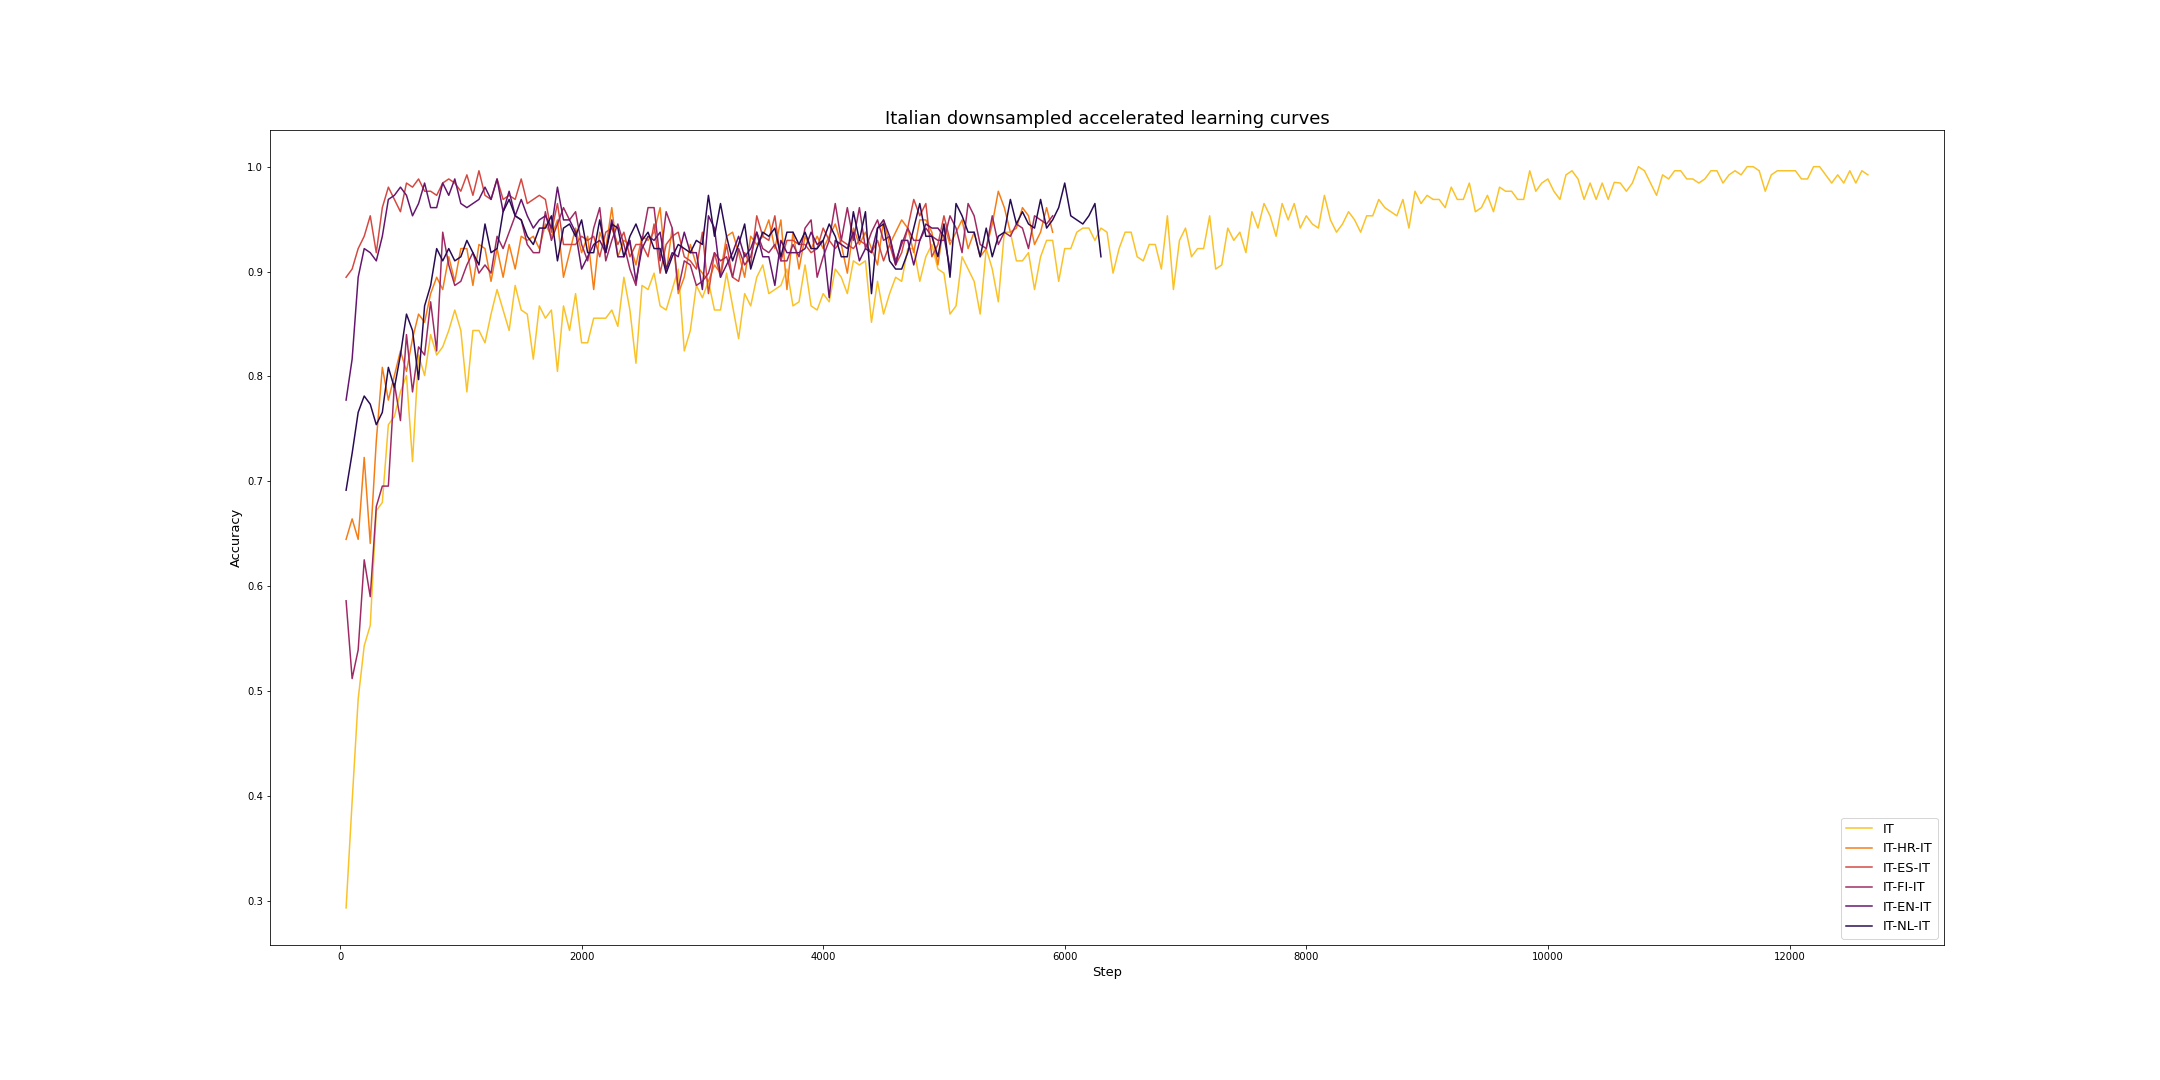 Italian downsampled accelerated learning curves
1.0
0.9
0.8
0.7
0.6
0.5
0.4
0.3
Accuracy
0 2000 4000 6000 8000 10000 12000
Step
IT
IT-HR-IT
IT-ES-IT
IT-FI-IT
IT-EN-IT
IT-NL-IT